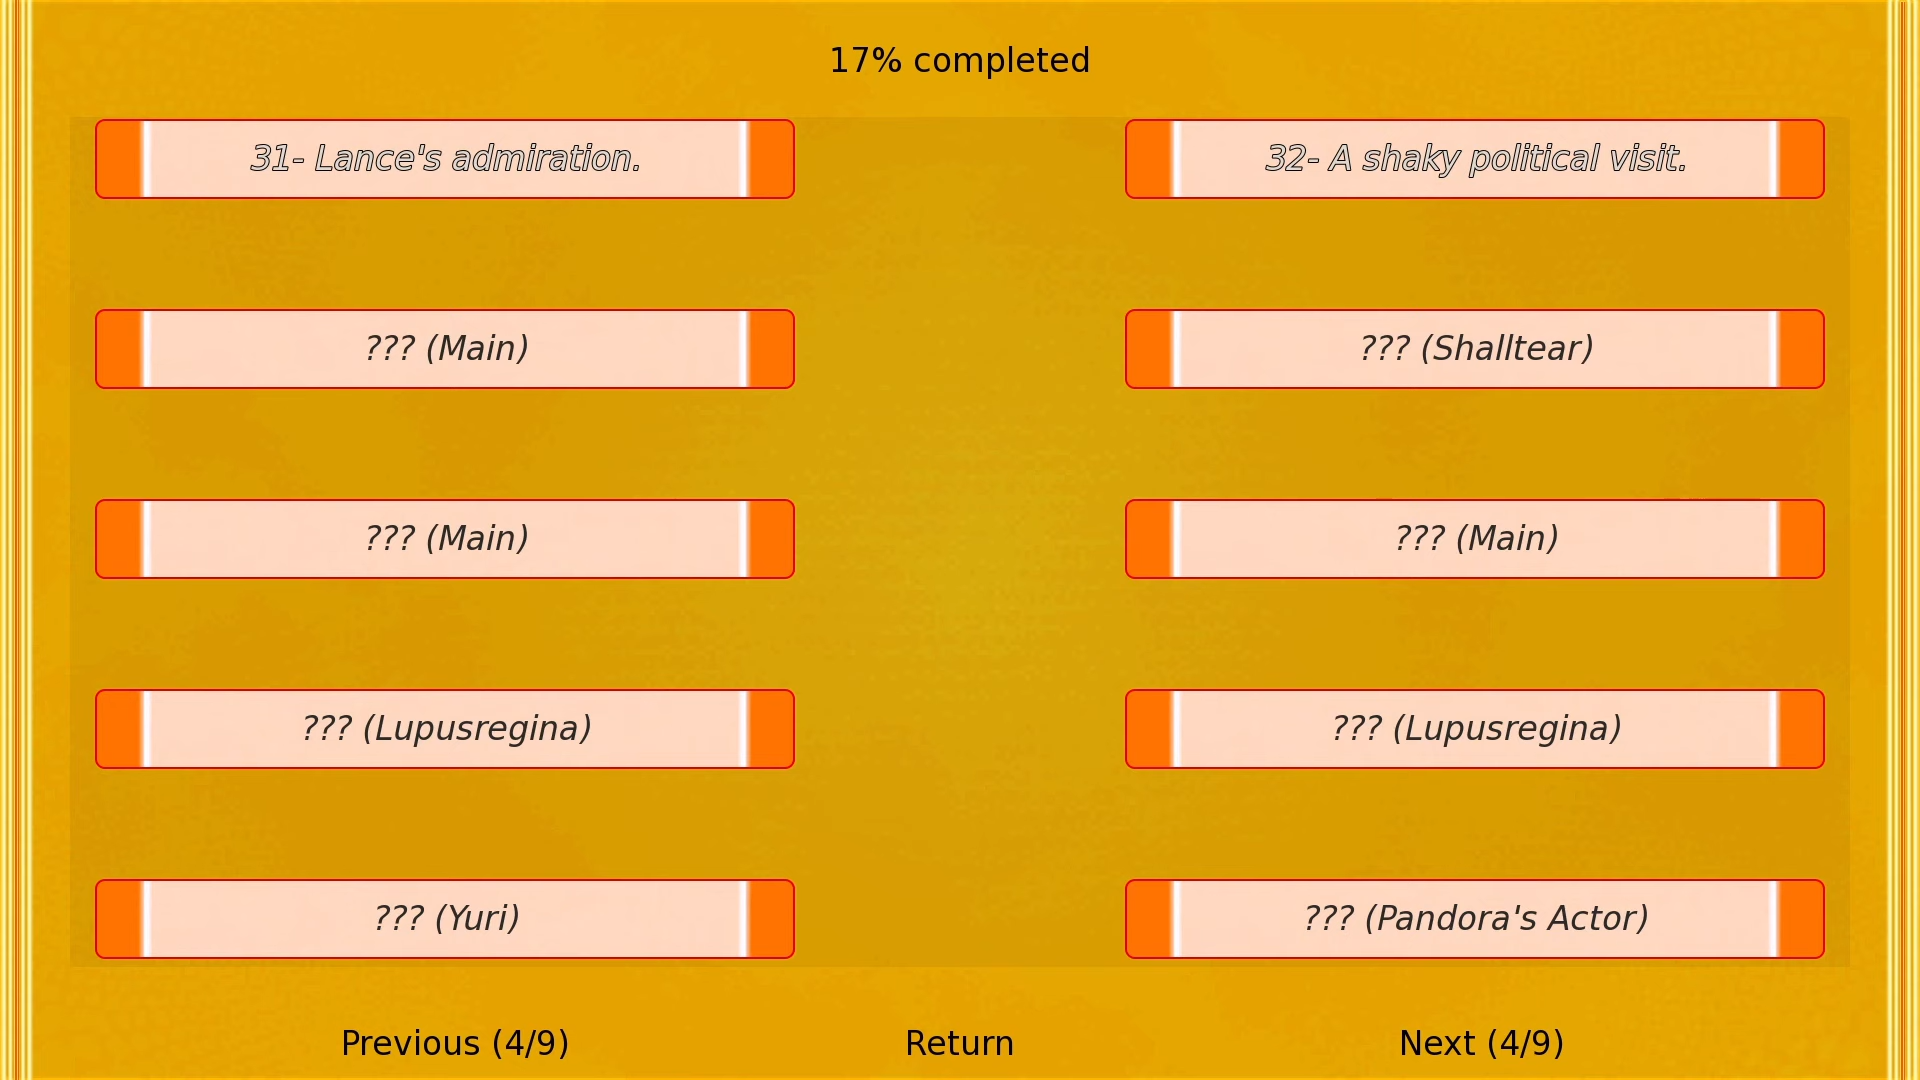 17% completed
31- Lance's admiration.
32- A shaky political visit.
??? (Main)
??? (Shalltear)
??? (Main)
??? (Main)
??? (Lupusregina)
??? (Lupusregina)
??? (Yuri)
??? (Pandora's Actor)
Previous (4/9)
Return
Next (4/9)